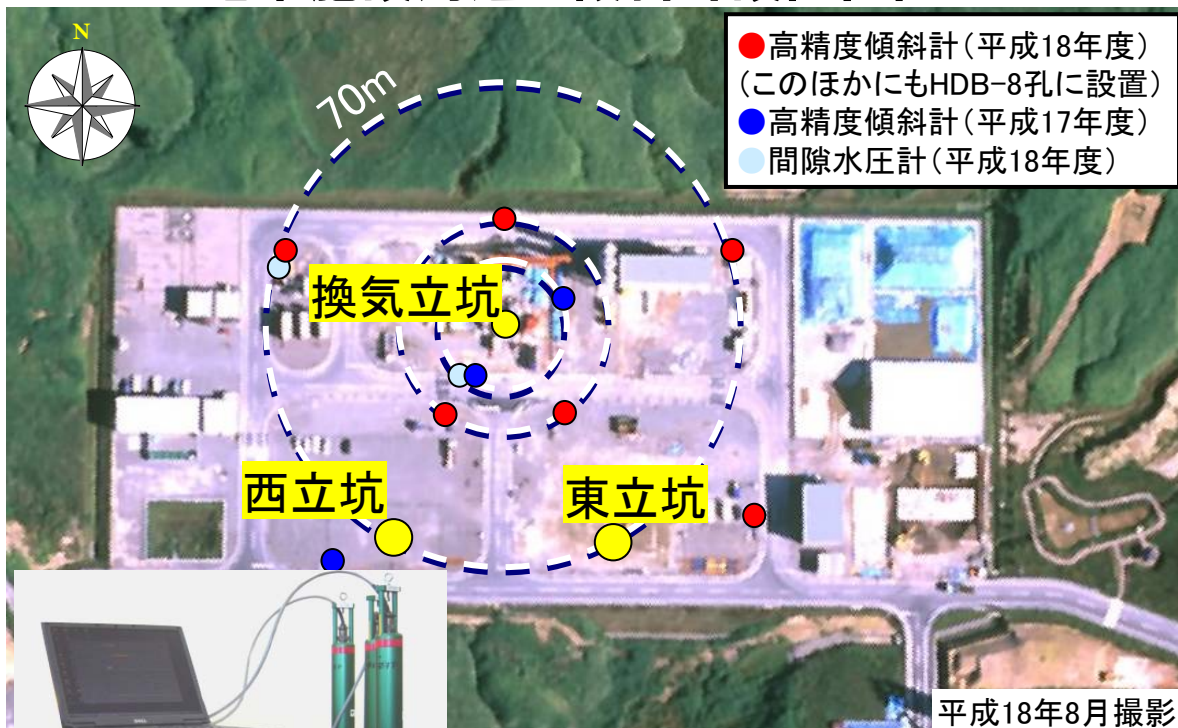 N
●高精度傾斜計(平成18年度)
(このほかにもHDB-8孔に設置)
●高精度傾斜計(平成17年度)
●間隙水圧計(平成18年度)
70m
換気立坑
西立坑
東立坑
DELL
平成18年8月撮影